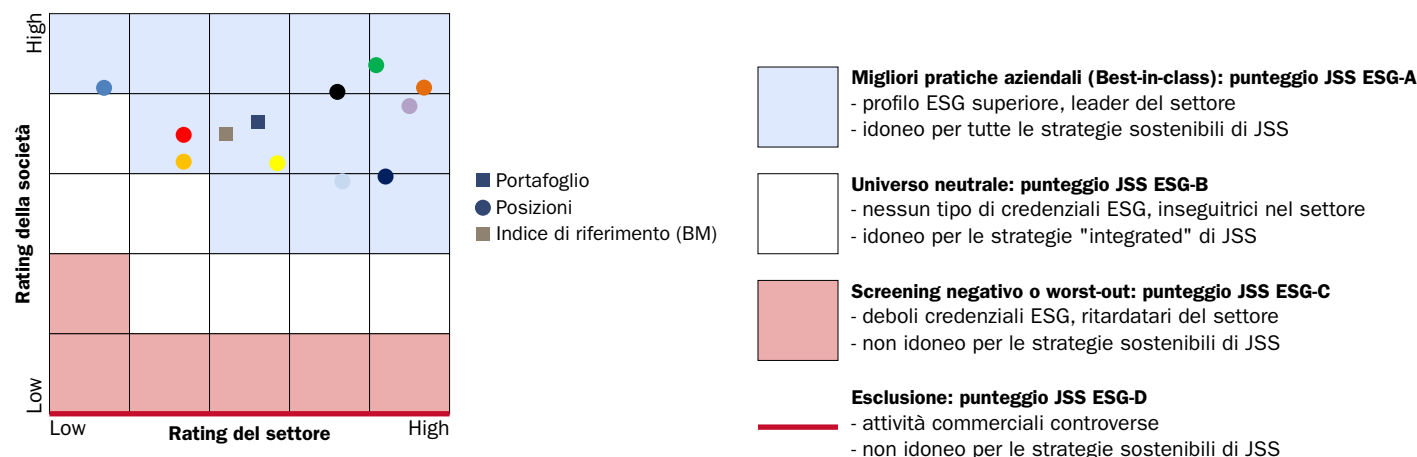 High
Rating della società
Low
Low
Rating del settore
High
Portafoglio
Posizioni
Indice di riferimento (BM)
Migliori pratiche aziendali (Best-in-class): punteggio JSS ESG-A
- profilo ESG superiore, leader del settore
- idoneo per tutte le strategie sostenibili di JSS
Universo neutrale: punteggio JSS ESG-B
- nessun tipo di credenziali ESG, inseguitrici nel settore
- idoneo per le strategie "integrated" di JSS
Screening negativo o worst-out: punteggio JSS ESG-C
- deboli credenziali ESG, ritardatari del settore
- non idoneo per le strategie sostenibili di JSS
Esclusione: punteggio JSS ESG-D
- attività commerciali controverse
- non idoneo per le strategie sostenibili di JSS